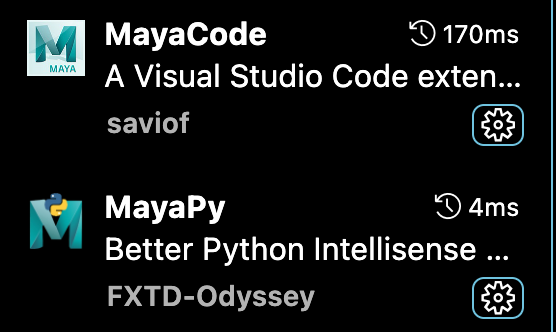 MayaCode 170ms
MAYA
A Visual Studio Code exten...
saviof
MayaPy 4ms
Better Python Intellisense ...
FXTD-Odyssey